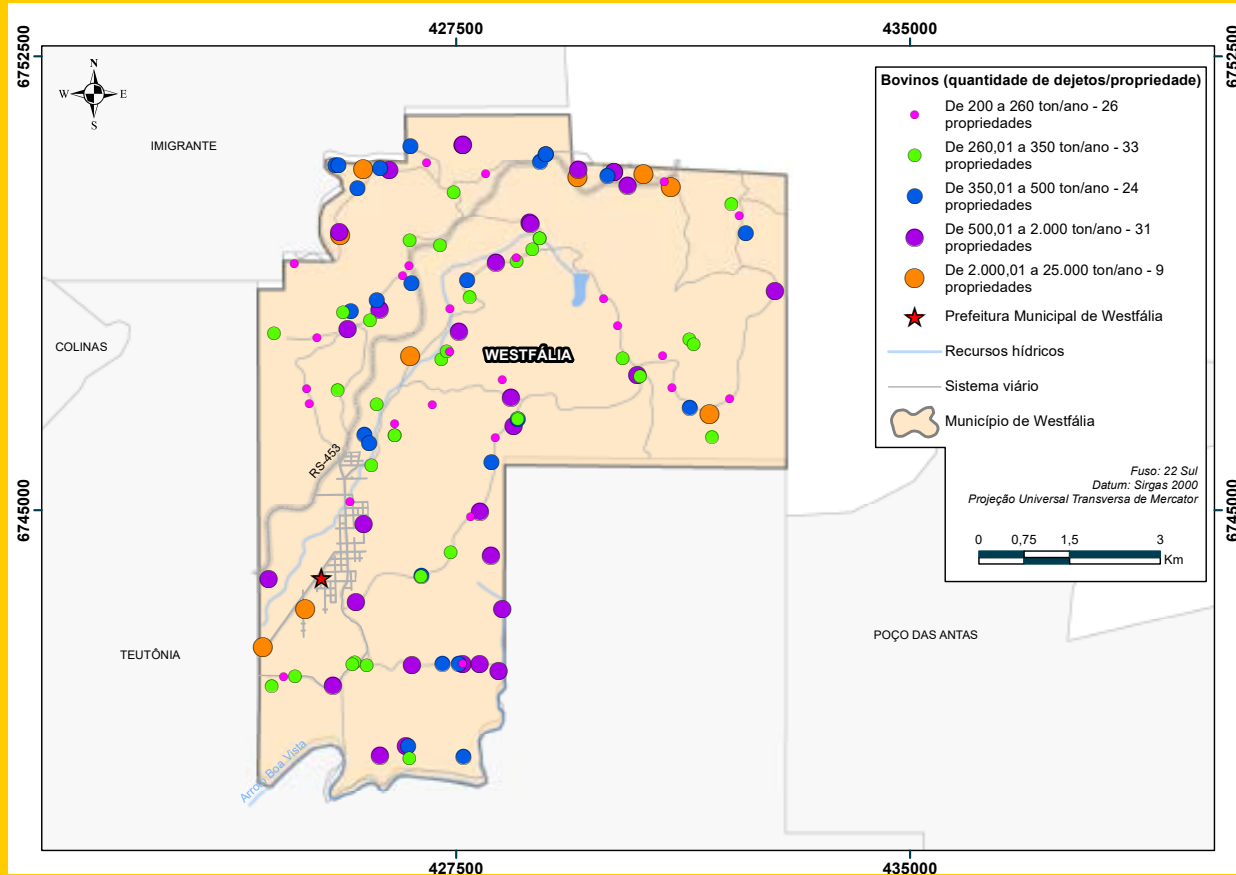 427500
435000
6752500
6752500
N
W
E
S
IMIGRANTE
Bovinos (quantidade de dejetos/propriedade)
De 200 a 260 ton/ano - 26
propriedades
De 260,01 a 350 ton/ano - 33
propriedades
De 350,01 a 500 ton/ano - 24
propriedades
De 500,01 a 2.000 ton/ano - 31
propriedades
De 2.000,01 a 25.000 ton/ano - 9
propriedades
Prefeitura Municipal de Westfália
Recursos hídricos
Sistema viário
Município de Westfália
COLINAS
WESTFÁLIA
RS-453
Fuso: 22 Sul
Datum: Sirgas 2000
Projeção Universal Transversa de Mercator
0 0,75 1,5 3
Km
6745000
6745000
TEUTÔNIA
POÇO DAS ANTAS
Arroio Boa Vista
427500
435000